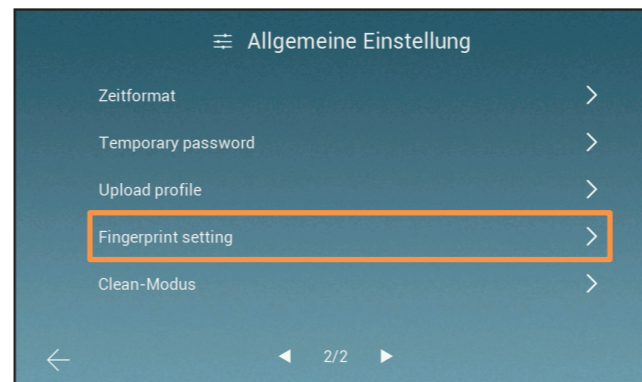 Allgemeine Einstellung
Zeitformat
Temporary password
Upload profile
Fingerprint setting
Clean-Modus
2/2